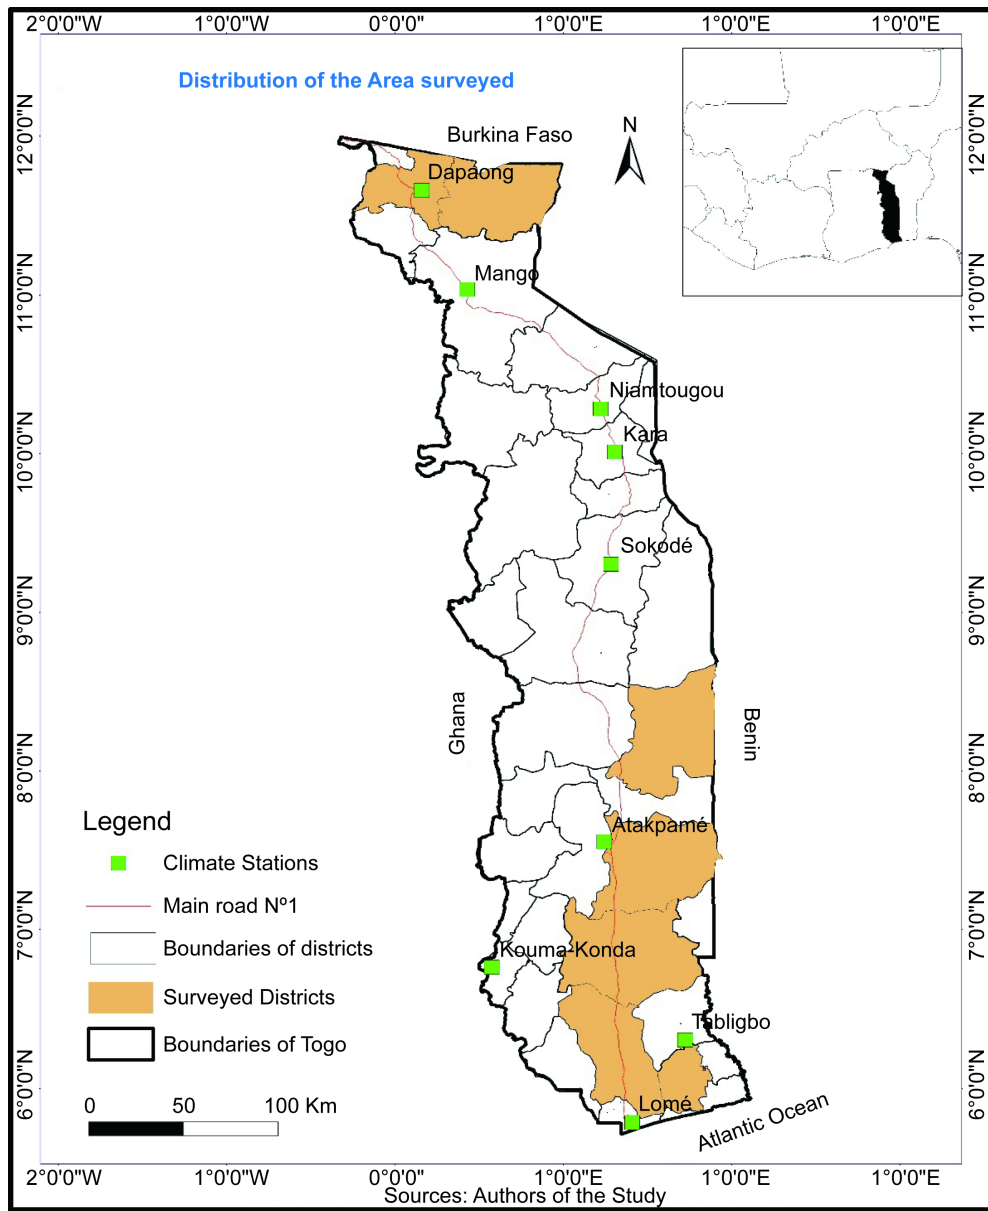 2°0'0"W 1°0'0"W 0°0'0" 1°0'0"E 1°0'0"E 1°0'0"E
Distribution of the Area surveyed
N
Burkina Faso
12°0'0"N 12°0'0"N
Dapaong
Mango
11°0'0"N 11°0'0"N
Niamtougou
Kara
10°0'0"N 10°0'0"N
Sokodé
9°0'0"N 9°0'0"N
Ghana
Benin
8°0'0"N 8°0'0"N
Atakpamé
Legend
Climate Stations
Main road Nº1
Boundaries of districts
Surveyed Districts
Boundaries of Togo
7°0'0"N 7°0'0"N
Kouma-Konda
Tabligbo
6°0'0"N 6°0'0"N
Lomé
Atlantic Ocean
0 50 100 Km
2°0'0"W 1°0'0"W 0°0'0" 1°0'0"E 1°0'0"E 1°0'0"E
Sources: Authors of the Study